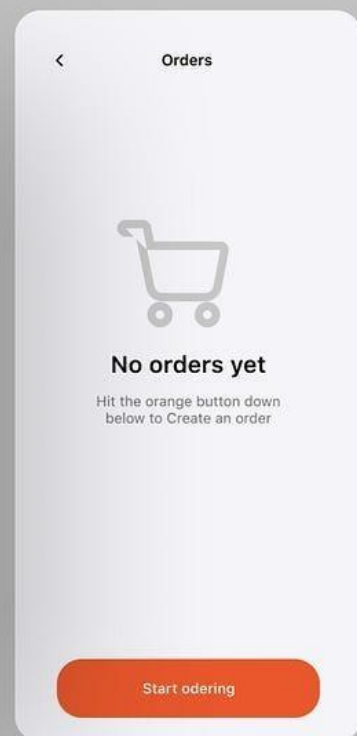 Orders
No orders yet
Hit the orange button down
below to Create an order
Start odering